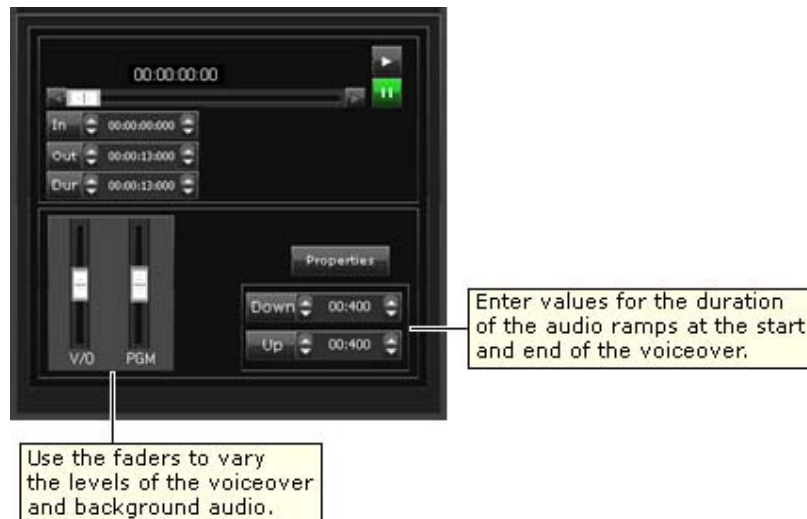 00:00:00:00
In 00:00:00:000
Out 00:00:13:000
Dur 00:00:13:000
Properties
Down 00:400
Up 00:400
V/O PGM
Enter values for the duration
of the audio ramps at the start
and end of the voiceover.
Use the faders to vary
the levels of the voiceover
and background audio.